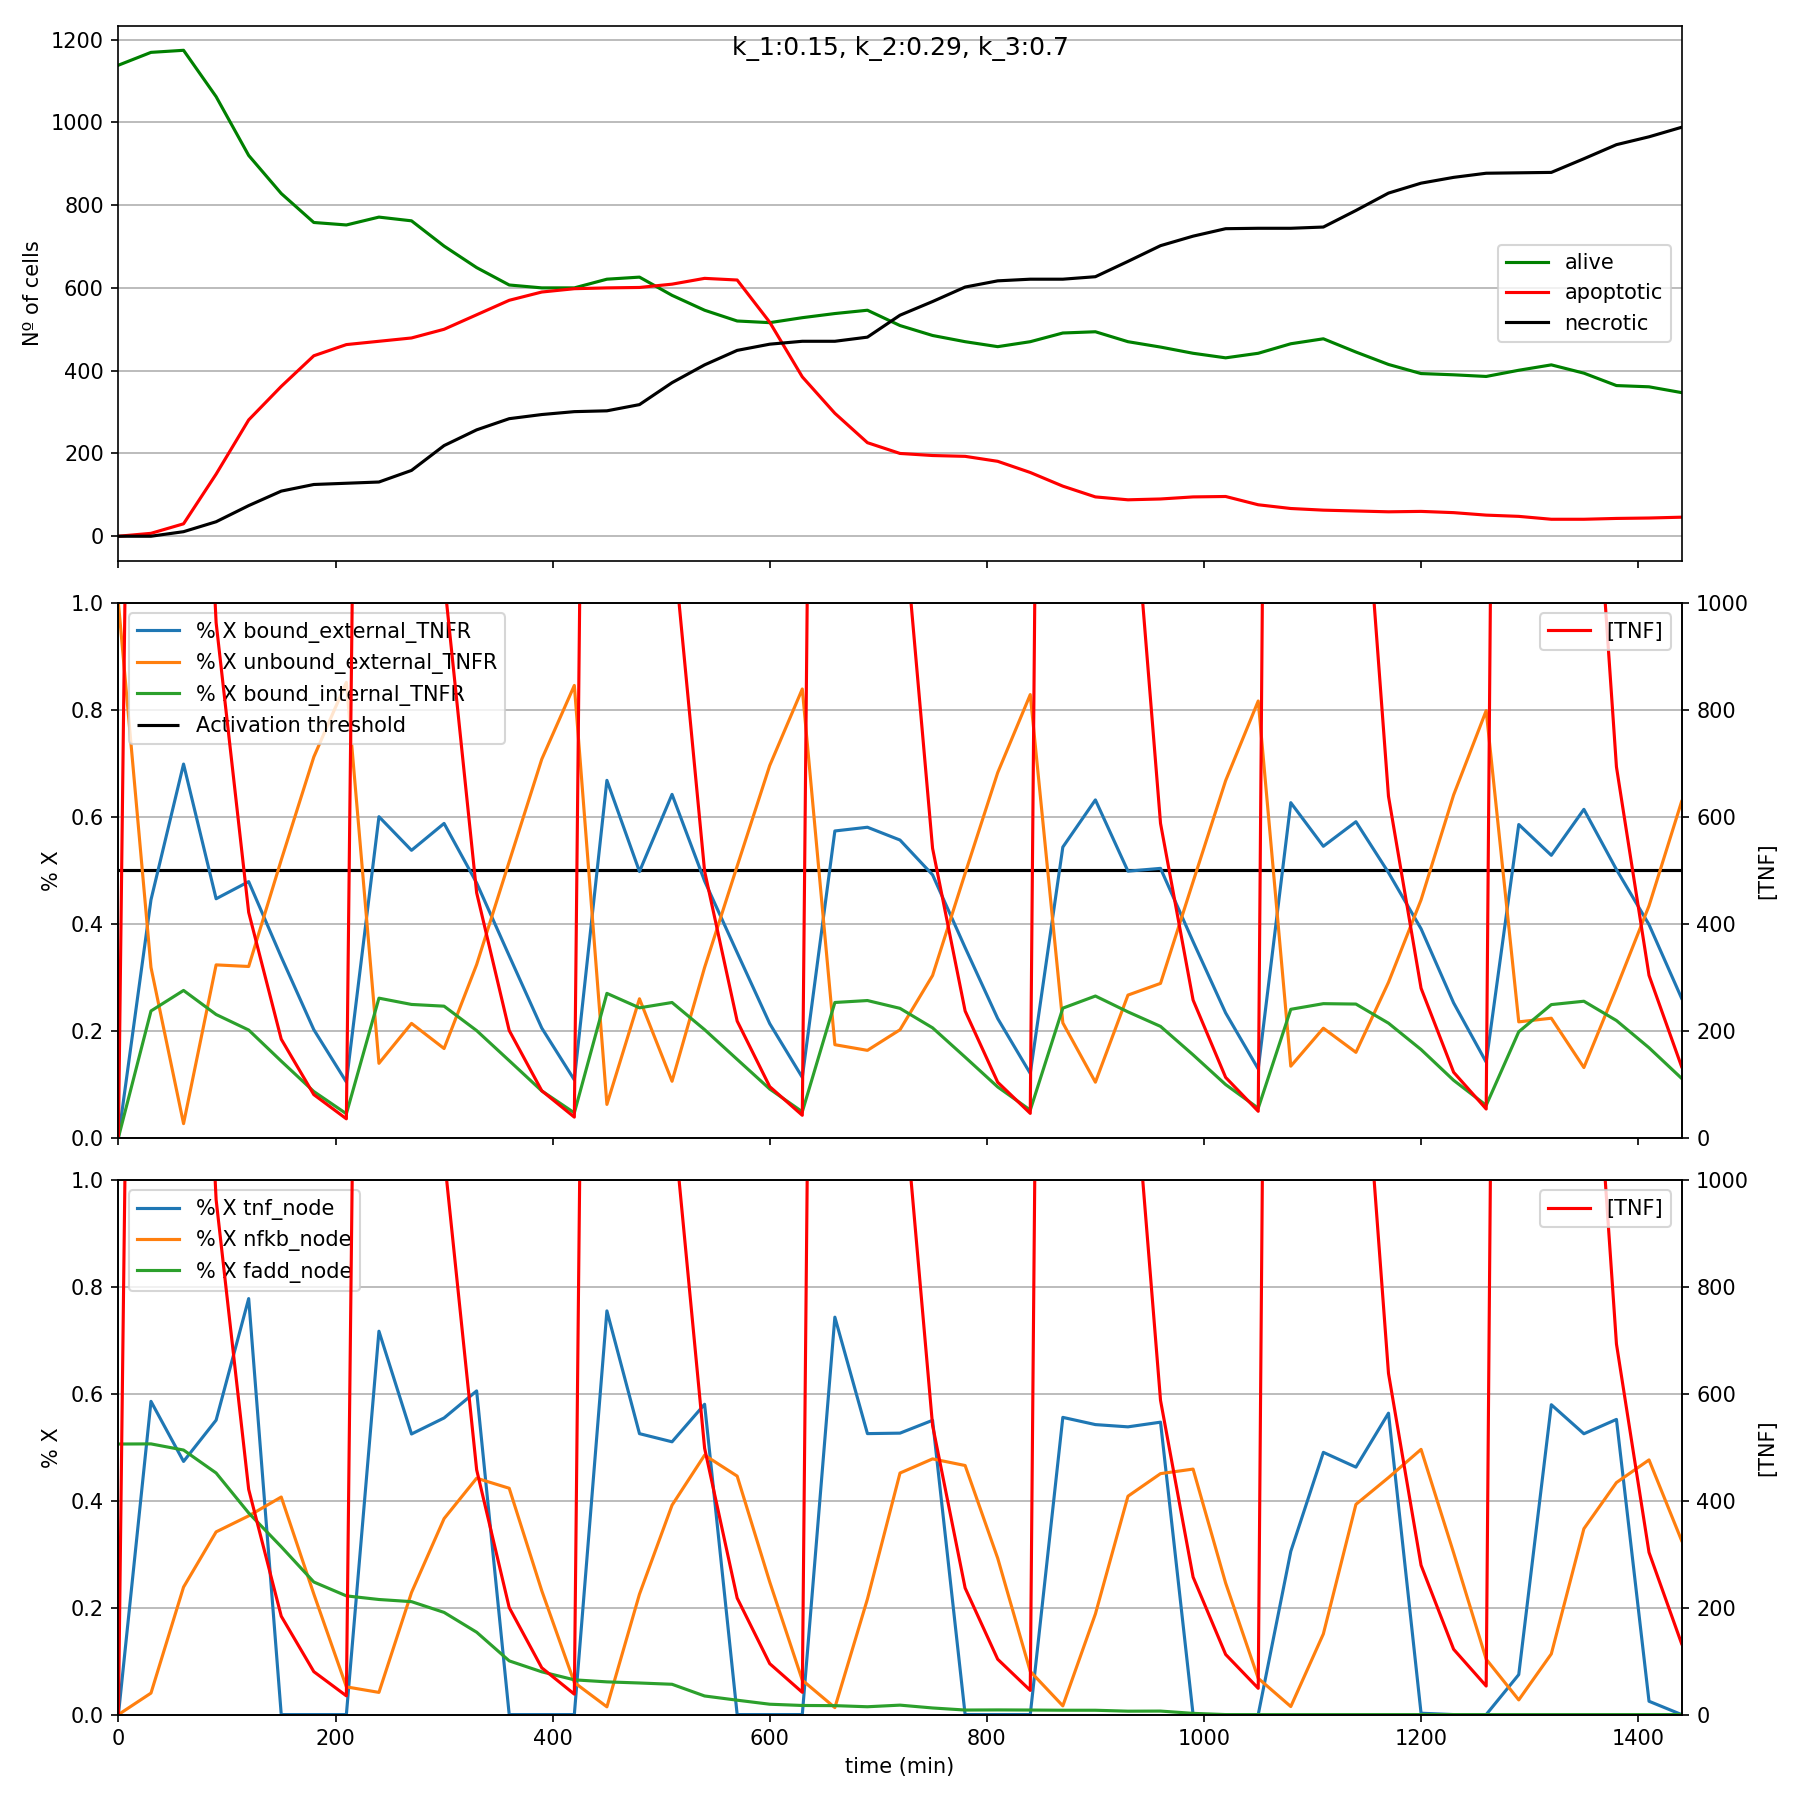 k_1:0.15, k_2:0.29, k_3:0.7
1200
1000
800
600
400
200
0
Nº of cells
alive
apoptotic
necrotic
1.0
0.8
0.6
0.4
0.2
0.0
% X
% X bound_external_TNFR
% X unbound_external_TNFR
% X bound_internal_TNFR
Activation threshold
[TNF]
1000
800
600
400
200
0
[TNF]
1.0
0.8
0.6
0.4
0.2
0.0
% X
% X tnf_node
% X nfkb_node
% X fadd_node
[TNF]
1000
800
600
400
200
0
[TNF]
0 200 400 600 800 1000 1200 1400
time (min)